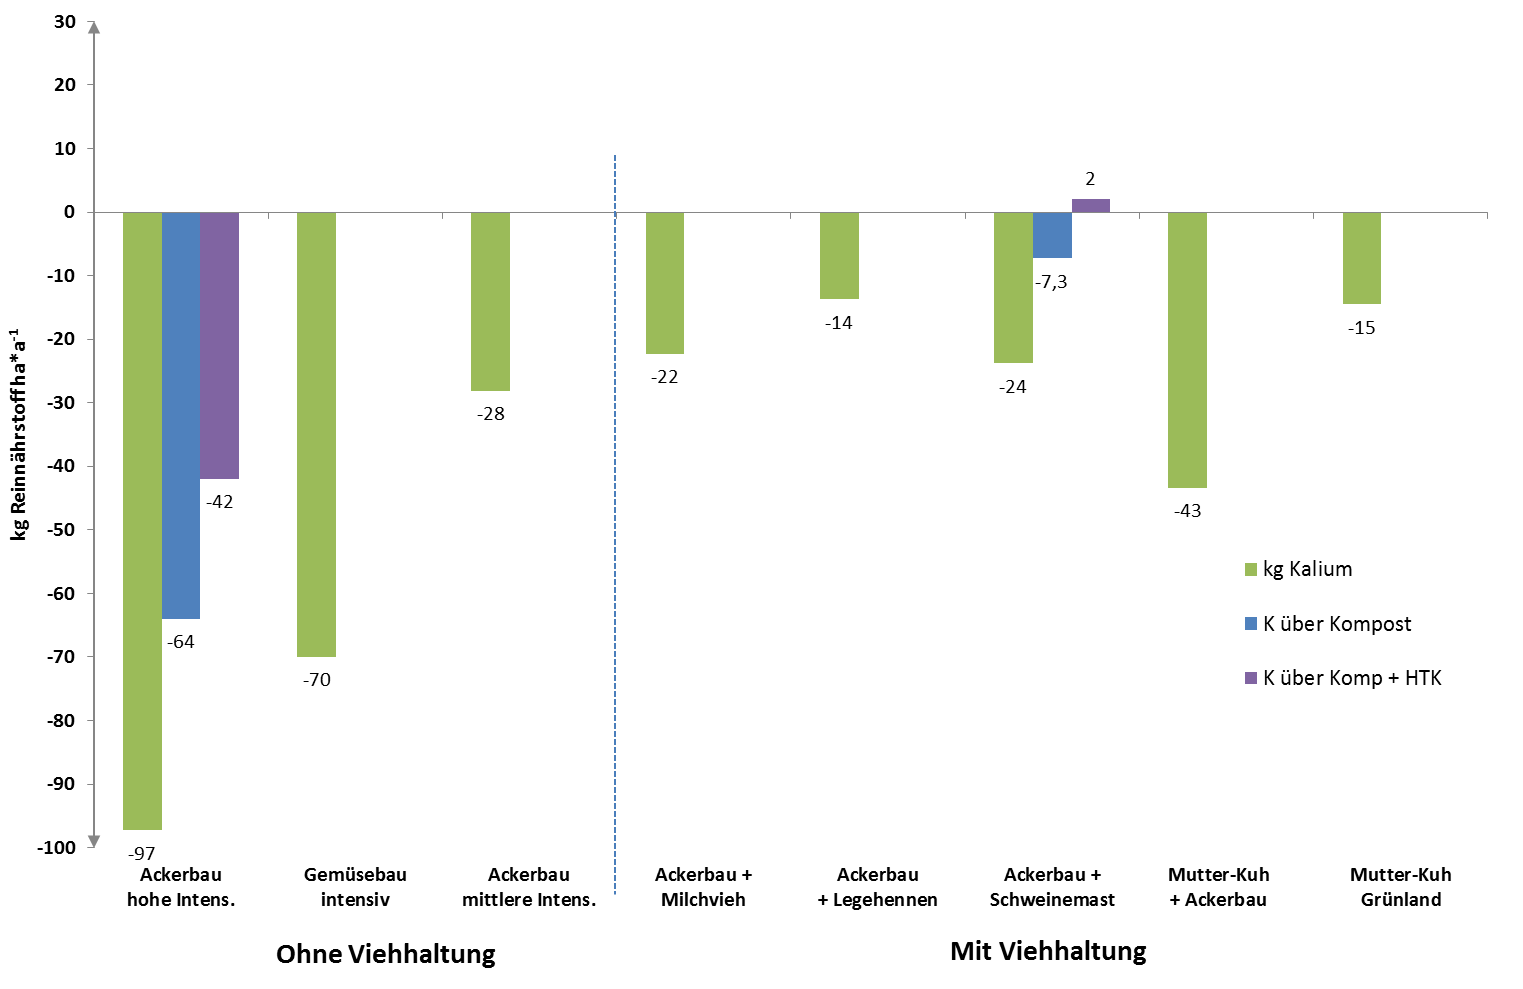 30
20
10
0
-10
-20
-30
-40
-50
-60
-70
-80
-90
-100
kg Reinnährstoffha*a-1
-97
-64
-42
-70
-28
-22
-14
-24
-7,3
2
-43
-15
kg Kalium
K über Kompost
K über Komp + HTK
Ackerbau
hohe Intens.
Gemüsebau
intensiv
Ackerbau
mittlere Intens.
Ackerbau +
Milchvieh
Ackerbau
+ Legehennen
Ackerbau +
Schweinemast
Mutter-Kuh
+ Ackerbau
Mutter-Kuh
Grünland
Ohne Viehhaltung
Mit Viehhaltung